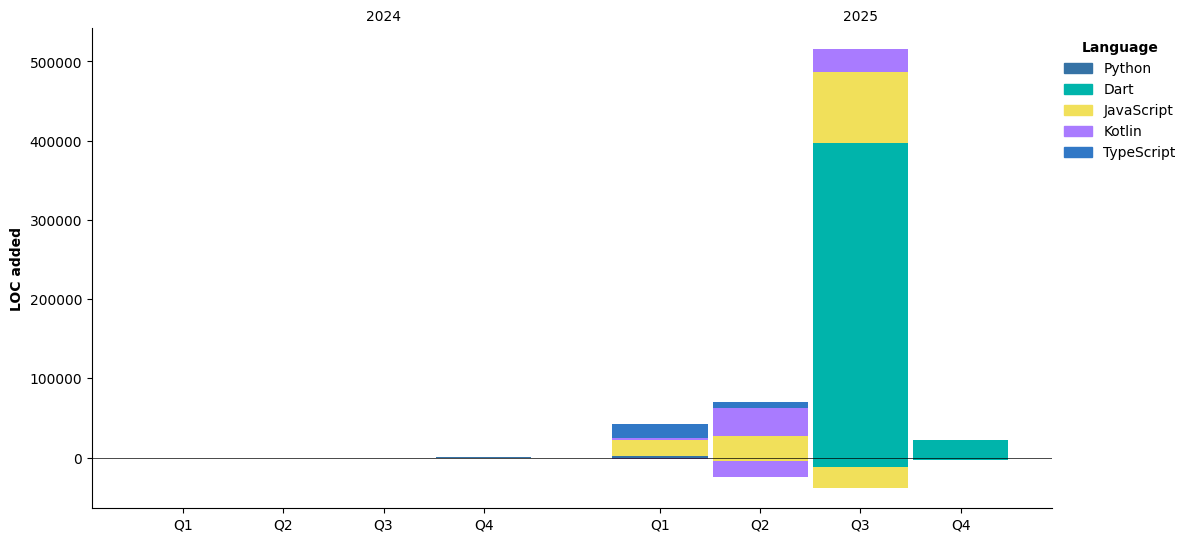 2024 2025
Language
Python
Dart
JavaScript
Kotlin
TypeScript
LOC added
500000
400000
300000
200000
100000
0
Q1 Q2 Q3 Q4 Q1 Q2 Q3 Q4